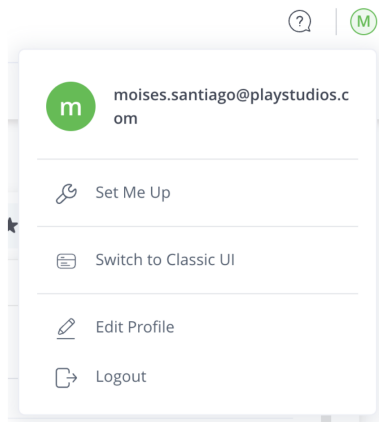 M
m
moises.santiago@playstudios.c
om
Set Me Up
Switch to Classic UI
Edit Profile
Logout